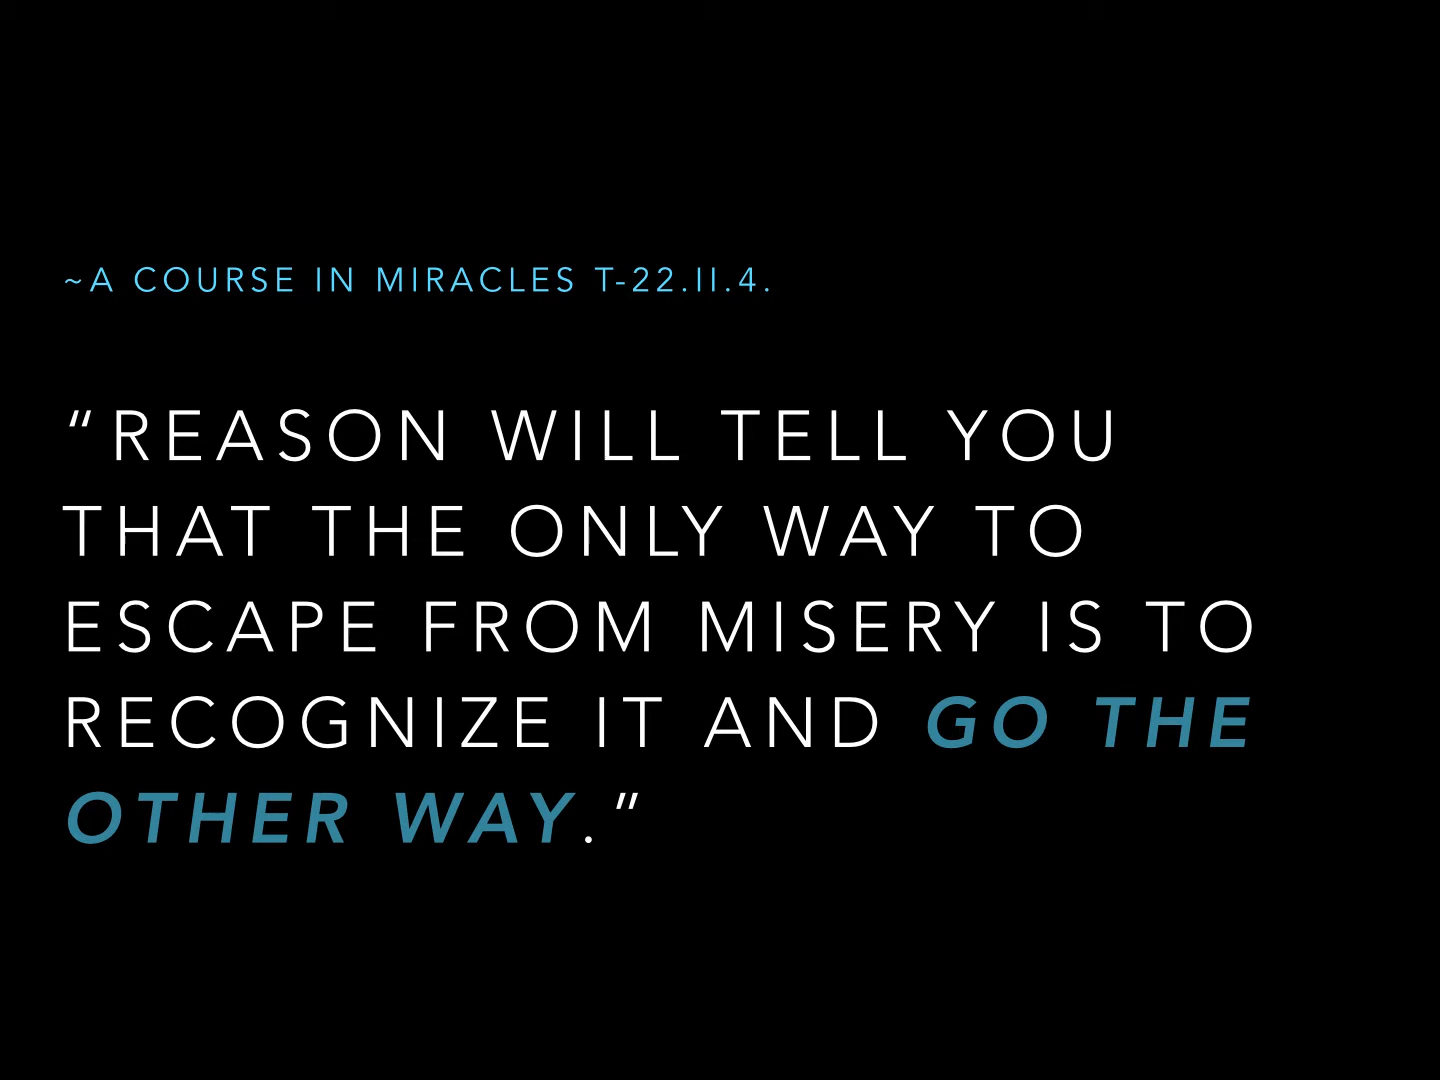 ~A COURSE IN MIRACLES T-22.II.4.
“REASON WILL TELL YOU
THAT THE ONLY WAY TO
ESCAPE FROM MISERY IS TO
RECOGNIZE IT AND GO THE
OTHER WAY.”